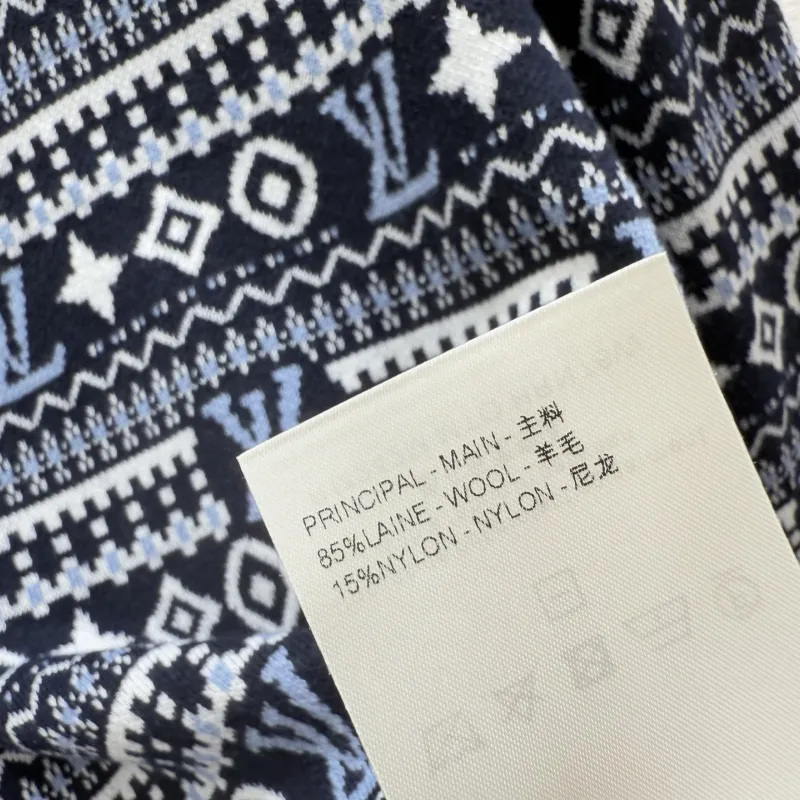 PRINCIPAL - MAIN - 主料
85%LAINE - WOOL - 羊毛
15%NYLON - NYLON - 尼龙